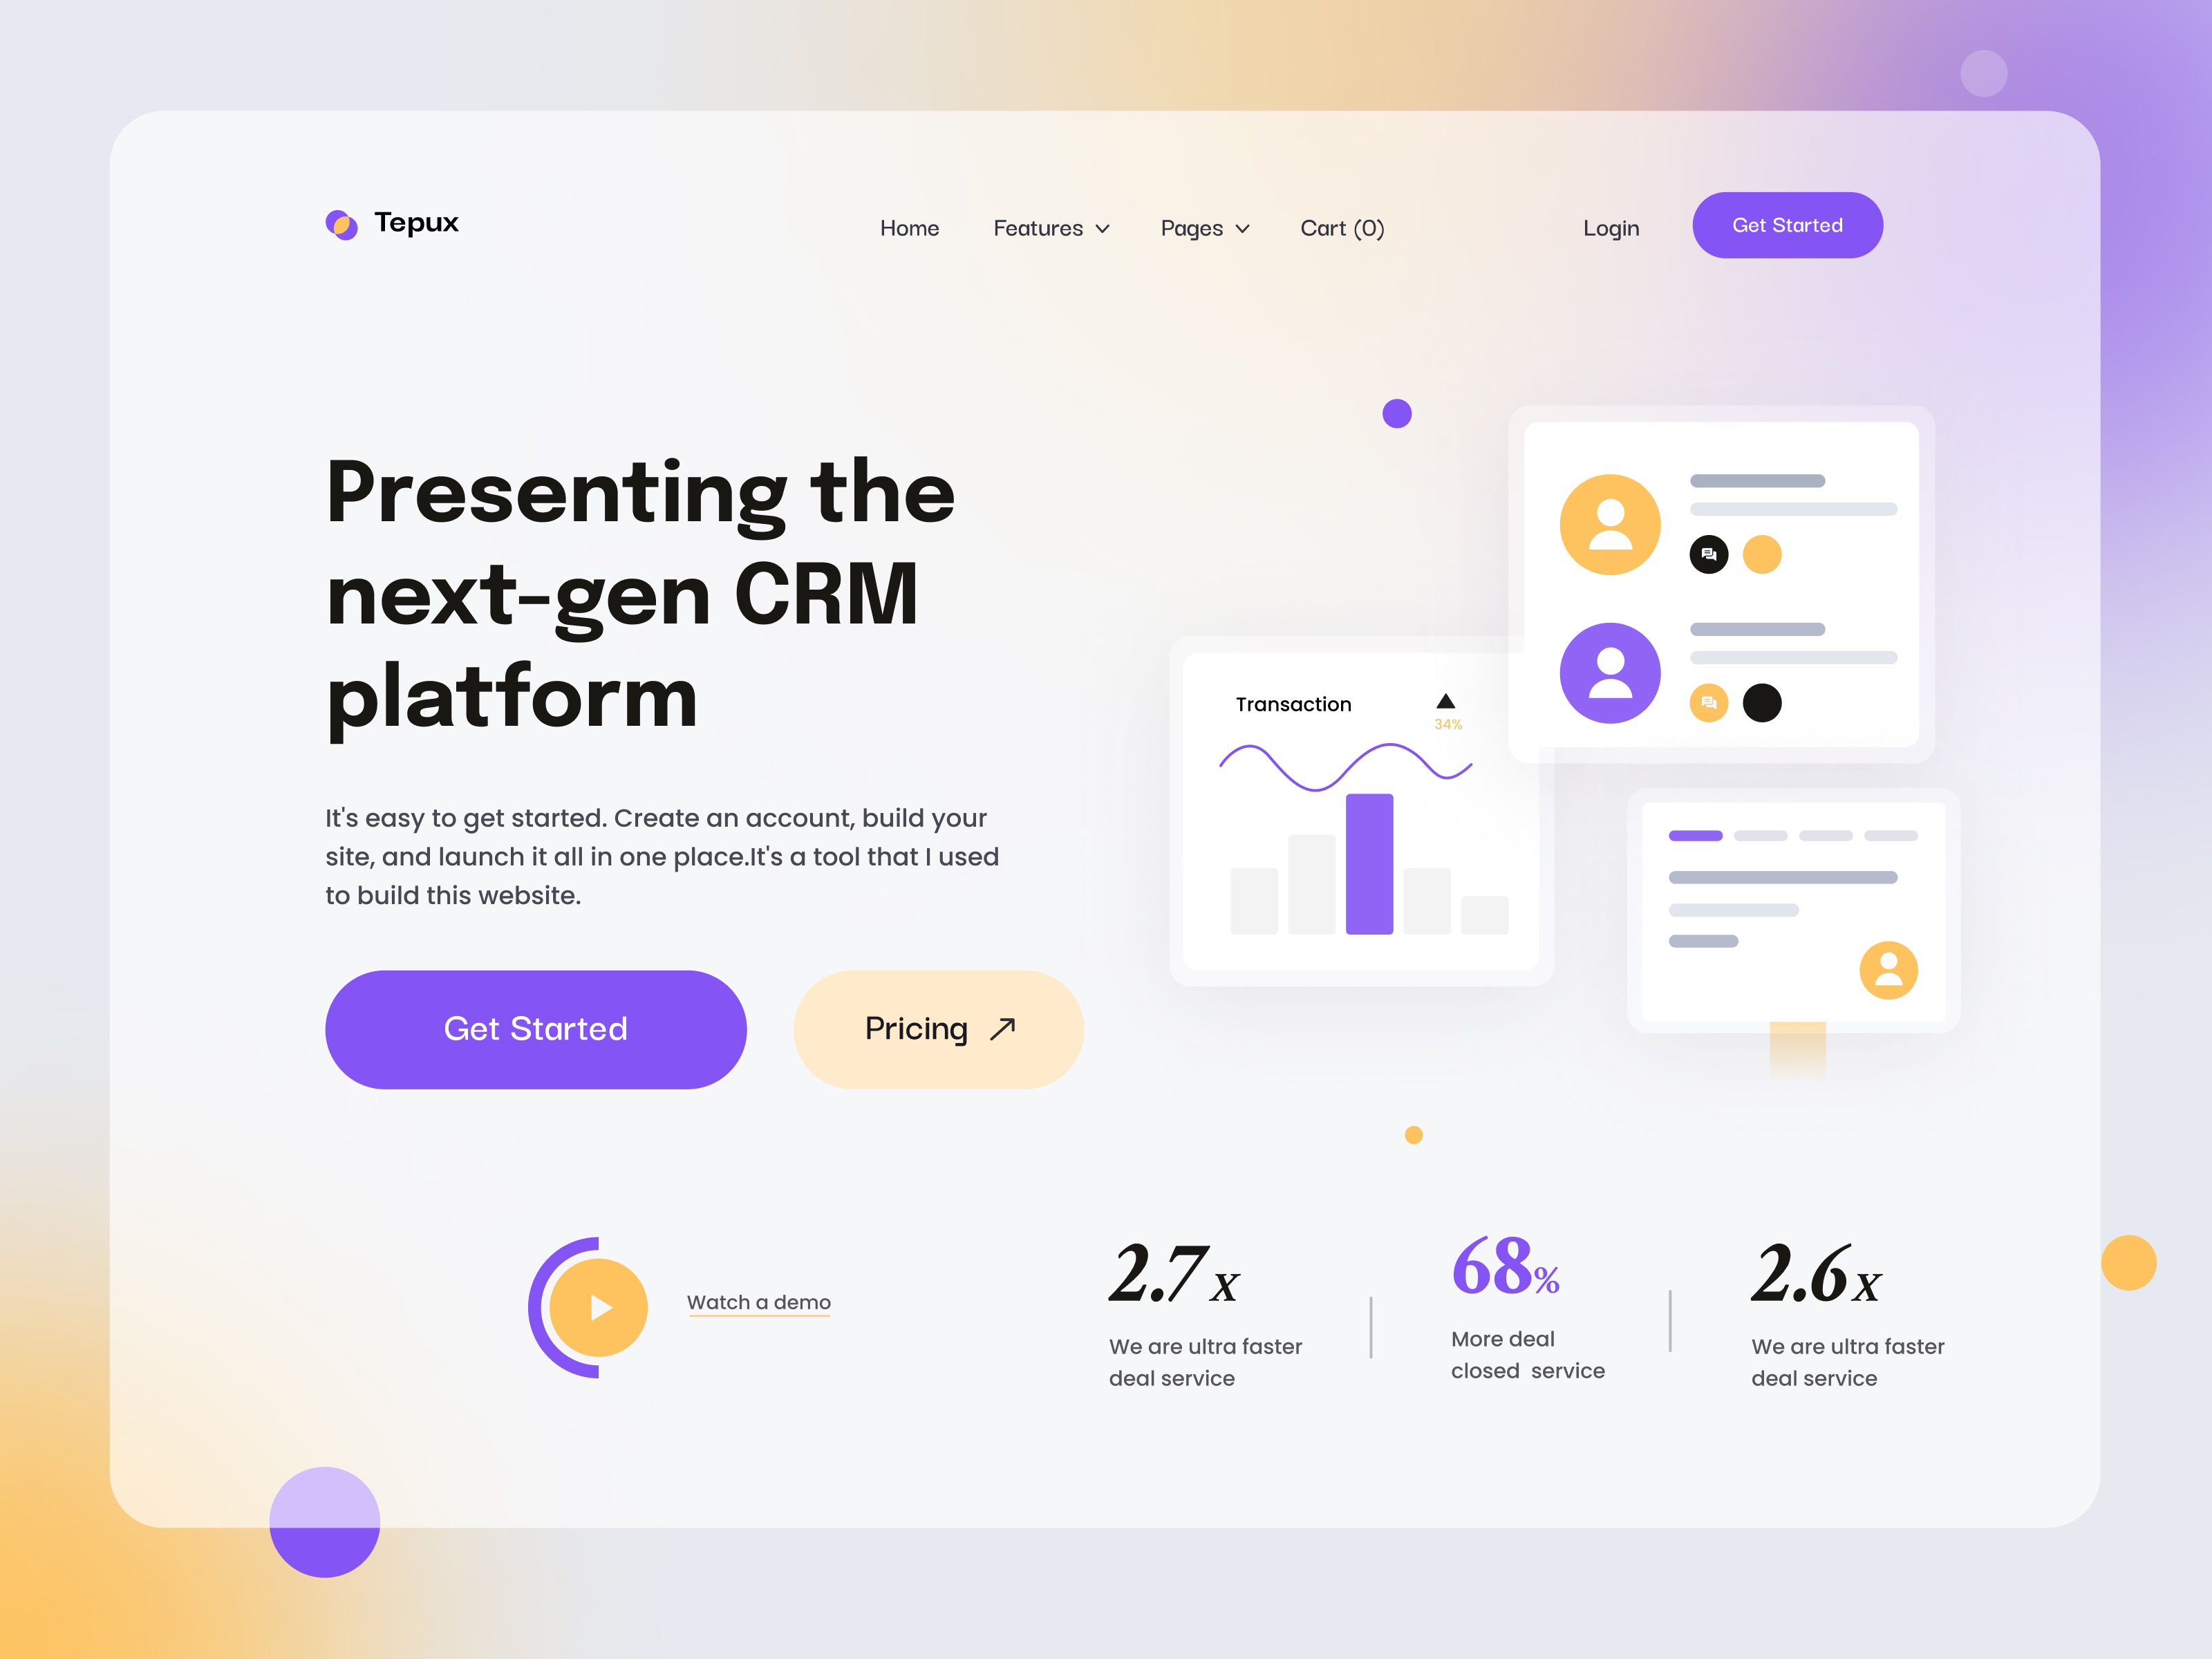 Tepux
Home
Features
Pages
Cart (0)
Login
Get Started
Presenting the
next-gen CRM
platform
It's easy to get started. Create an account, build your
site, and launch it all in one place.It's a tool that I used
to build this website.
Get Started
Pricing
Transaction
34%
Watch a demo
2.7x
We are ultra faster
deal service
68%
More deal
closed  service
2.6x
We are ultra faster
deal service